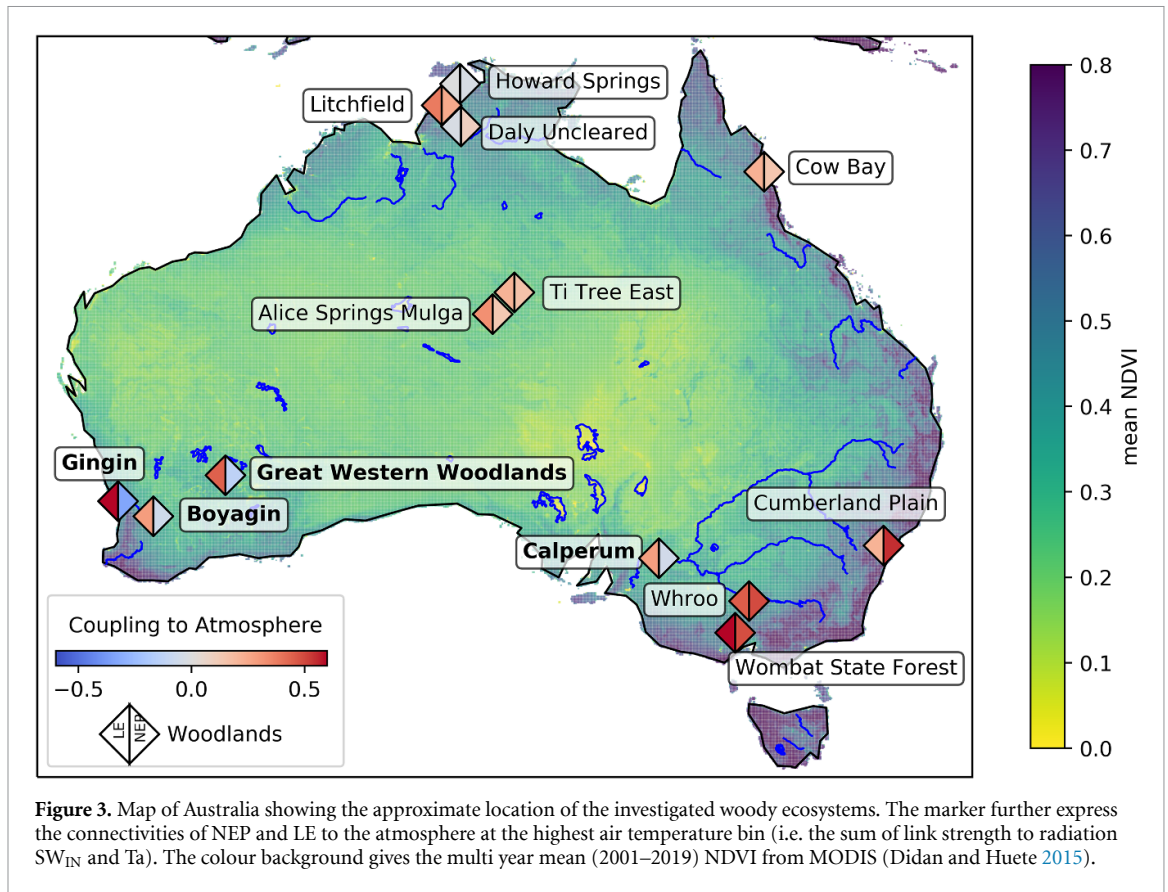 Howard Springs
Litchfield
Daly Uncleared
Cow Bay
Ti Tree East
Alice Springs Mulga
Gingin
Great Western Woodlands
Boyagin
Cumberland Plain
Calperum
Whroo
Wombat State Forest
Coupling to Atmosphere
−0.5 0.0 0.5
LE NEP Woodlands
0.8
0.7
0.6
0.5
0.4
0.3
0.2
0.1
0.0
mean NDVI
Figure 3. Map of Australia showing the approximate location of the investigated woody ecosystems. The marker further express
the connectivities of NEP and LE to the atmosphere at the highest air temperature bin (i.e. the sum of link strength to radiation
SWIN and Ta). The colour background gives the multi year mean (2001–2019) NDVI from MODIS (Didan and Huete 2015).